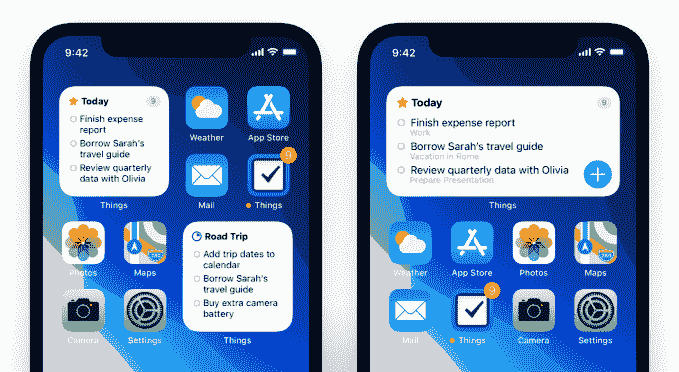 9:42
Today
9
Finish expense
report
Borrow Sarah's
travel guide
Review quarterly
data with Olivia
Things
Weather
App Store
Mail
9
Things
Photos
Maps
Road Trip
Add trip dates to
calendar
Borrow Sarah's
travel guide
Buy extra camera
battery
Things
Camera
Settings
9:42
Today
9
Finish expense report
Work
Borrow Sarah's travel guide
Vacation in Rome
Review quarterly data with Olivia
Prepare Presentation
Things
Weather
App Store
Photos
Maps
Mail
9
Things
Camera
Settings